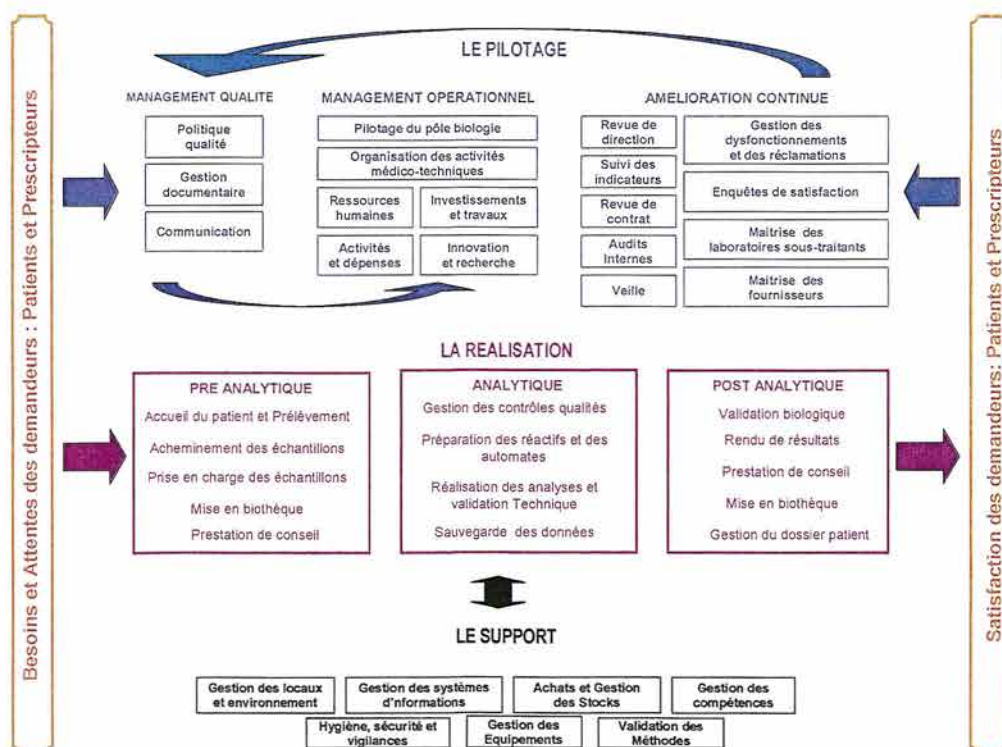 Besoins et Attentes des demandeurs : Patients et Prescripteurs
LE PILOTAGE
MANAGEMENT QUALITE
Politique
qualité
Gestion
documentaire
Communication
MANAGEMENT OPERATIONNEL
Pilotage du pôle biologie
Organisation des activités
médico-techniques
Ressources
humaines
Investissements
et travaux
Activités
et dépenses
Innovation
et recherche
AMELIORATION CONTINUE
Revue de
direction
Suivi des
indicateurs
Revue de
contrat
Audits
Internes
Veille
Gestion des
dysfonctionnements
et des réclamations
Enquêtes de satisfaction
Maitrise des
laboratoires sous-traitants
Maitrise des
fournisseurs
LA REALISATION
PRE ANALYTIQUE
Accueil du patient et Prélèvement
Acheminement des échantillons
Prise en charge des échantillons
Mise en biothèque
Prestation de conseil
ANALYTIQUE
Gestion des contrôles qualités
Préparation des réactifs et des
automates
Réalisation des analyses et
validation Technique
Sauvegarde des données
POST ANALYTIQUE
Validation biologique
Rendu de résultats
Prestation de conseil
Mise en biothèque
Gestion du dossier patient
LE SUPPORT
Gestion des locaux
et environnement
Gestion des systèmes
d'nformations
Achats et Gestion
des Stocks
Gestion des
compétences
Hygiène, sécurité et
vigilances
Gestion des
Equipements
Validation des
Méthodes
Satisfaction des demandeurs: Patients et Prescripteurs